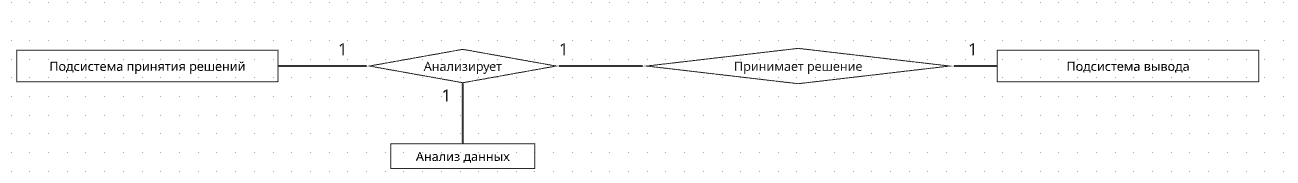 1
1
1
Подсистема принятия решений
Анализирует
Принимает решение
Подсистема вывода
1
Анализ данных